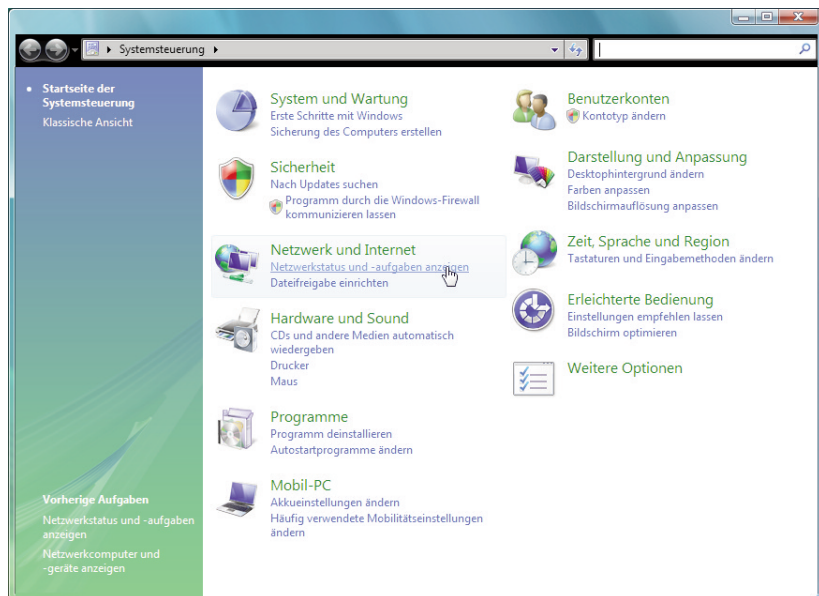 Systemsteuerung
Startseite der
Systemsteuerung
Klassische Ansicht
System und Wartung
Erste Schritte mit Windows
Sicherung des Computers erstellen
Sicherheit
Nach Updates suchen
Programm durch die Windows-Firewall
kommunizieren lassen
Netzwerk und Internet
Netzwerkstatus und -aufgaben anzeigen
Dateifreigabe einrichten
Hardware und Sound
CDs und andere Medien automatisch
wiedergeben
Drucker
Maus
Programme
Programm deinstallieren
Autostartprogramme ändern
Mobil-PC
Akkueinstellungen ändern
Häufig verwendete Mobilitätseinstellungen
ändern
Benutzerkonten
Kontotyp ändern
Darstellung und Anpassung
Desktophintergrund ändern
Farben anpassen
Bildschirmauflösung anpassen
Zeit, Sprache und Region
Tastaturen und Eingabemethoden ändern
Erleichterte Bedienung
Einstellungen empfehlen lassen
Bildschirm optimieren
Weitere Optionen
Vorherige Aufgaben
Netzwerkstatus und -aufgaben
anzeigen
Netzwerkcomputer und
-geräte anzeigen